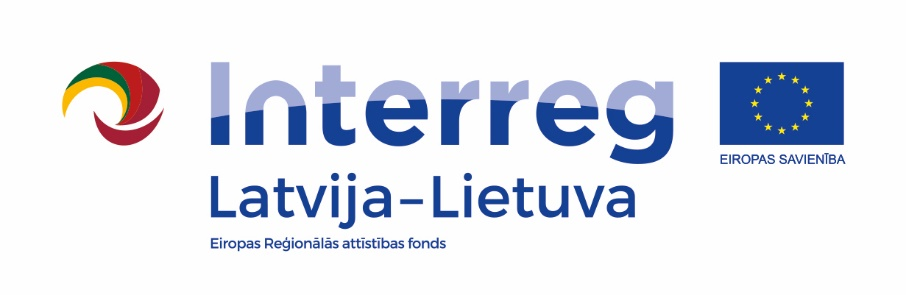 Interreg
EIROPAS SAVIENĪBA
Latvija–Lietuva
Eiropas Reģionālās attīstības fonds